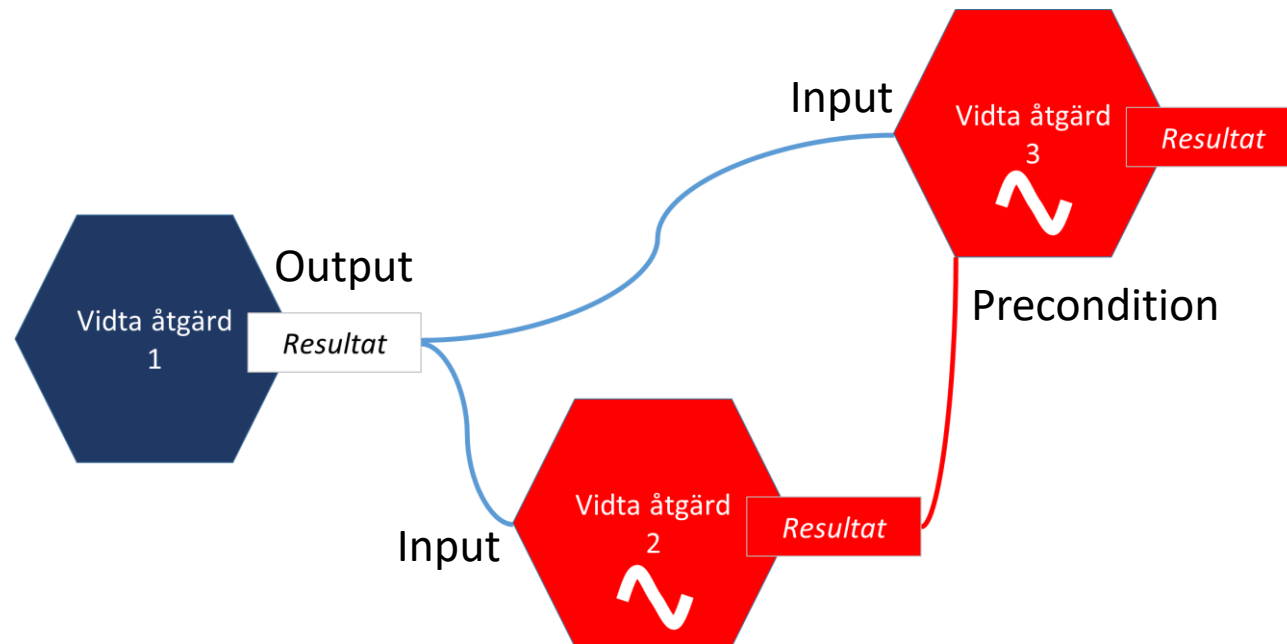 Input
Vidta åtgärd
3
Resultat
Output
Precondition
Vidta åtgärd
1
Resultat
Input
Vidta åtgärd
2
Resultat